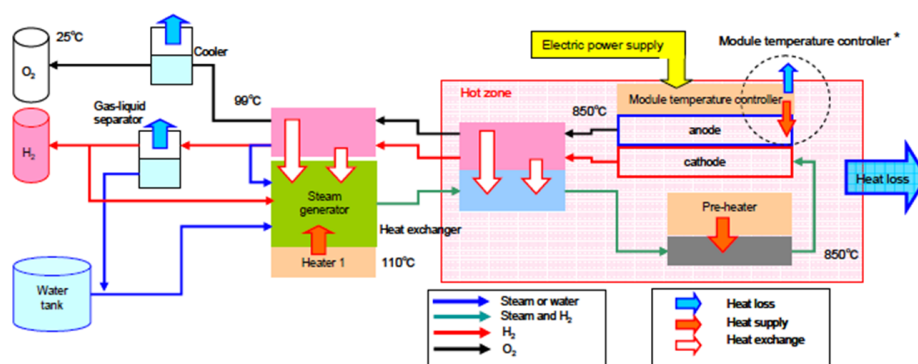 25℃
Cooler
O2
Electric power supply
Module temperature controller *
Gas-liquid
separator
99℃
Hot zone
850℃
Module temperature controller
anode
H2
cathode
Heat loss
Steam
generator
Pre-heater
Heat exchanger
Water
tank
Heater 1
110℃
850℃
Steam or water
Steam and H2
H2
O2
Heat loss
Heat supply
Heat exchange